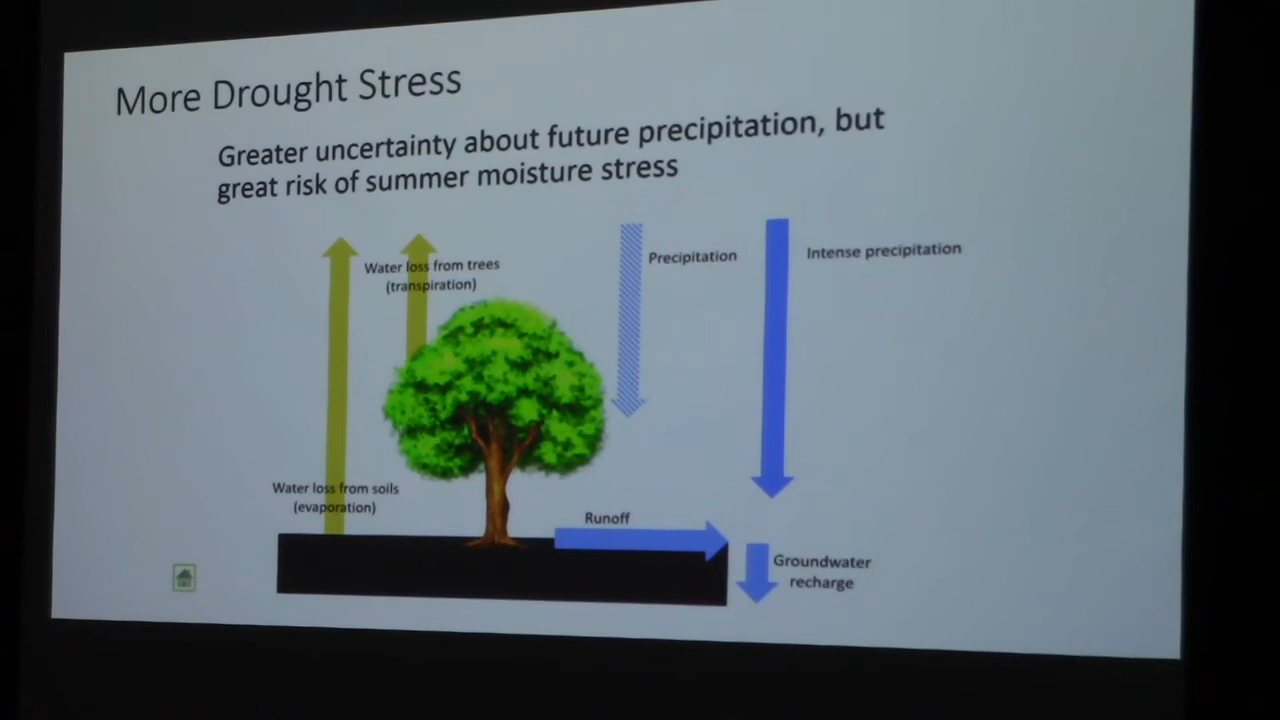 More Drought Stress
Greater uncertainty about future precipitation, but
great risk of summer moisture stress
Water loss from trees
(transpiration)
Precipitation
Intense precipitation
Water loss from soils
(evaporation)
Runoff
Groundwater
recharge